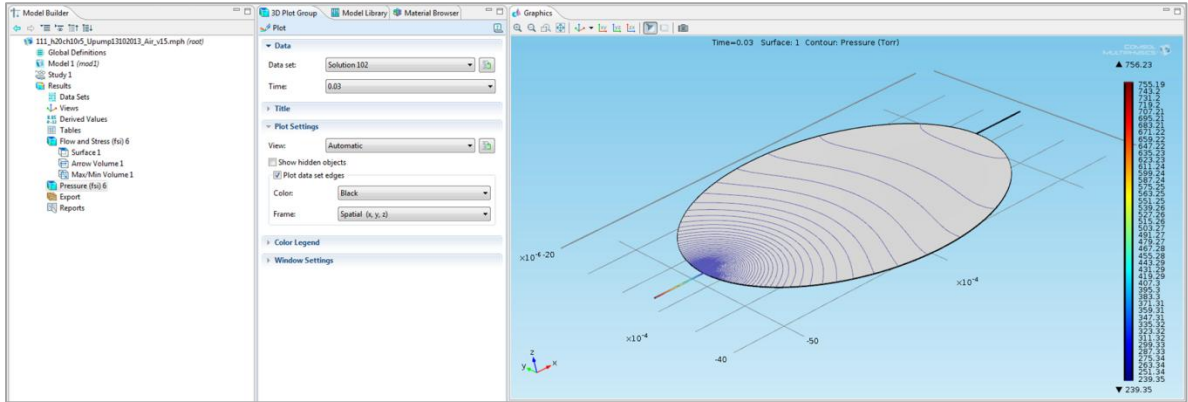 Model Builder
111_h20ch10r5_Upump13102013_Air_v15.mph (root)
Global Definitions
Model 1 (mod1)
Study 1
Results
Data Sets
Views
Derived Values
Tables
Flow and Stress (fsi) 6
Surface 1
Arrow Volume 1
Max/Min Volume 1
Pressure (fsi) 6
Export
Reports
3D Plot Group
Model Library
Material Browser
Plot
Data
Data set:
Solution 102
Time:
0.03
Title
Plot Settings
View:
Automatic
Show hidden objects
Plot data set edges
Color:
Black
Frame:
Spatial (x, y, z)
Color Legend
Window Settings
Graphics
Time=0.03 Surface: 1 Contour: Pressure (Torr)
COMSOL
MULTIPHYSICS
▲ 756.23
755.19
743.2
731.2
719.2
707.21
695.21
683.21
671.22
659.22
647.22
635.23
623.23
611.24
599.24
587.24
575.25
563.25
551.25
539.26
527.26
515.26
503.27
491.27
479.27
467.28
455.28
443.29
431.29
419.29
407.3
395.3
383.3
371.31
359.31
347.31
335.32
323.32
311.32
299.33
287.33
275.34
263.34
251.34
239.35
▼ 239.35
×10⁻⁶ -20
×10⁻⁴
×10⁻⁴
×10⁻⁴
-50
-40
z
y
x